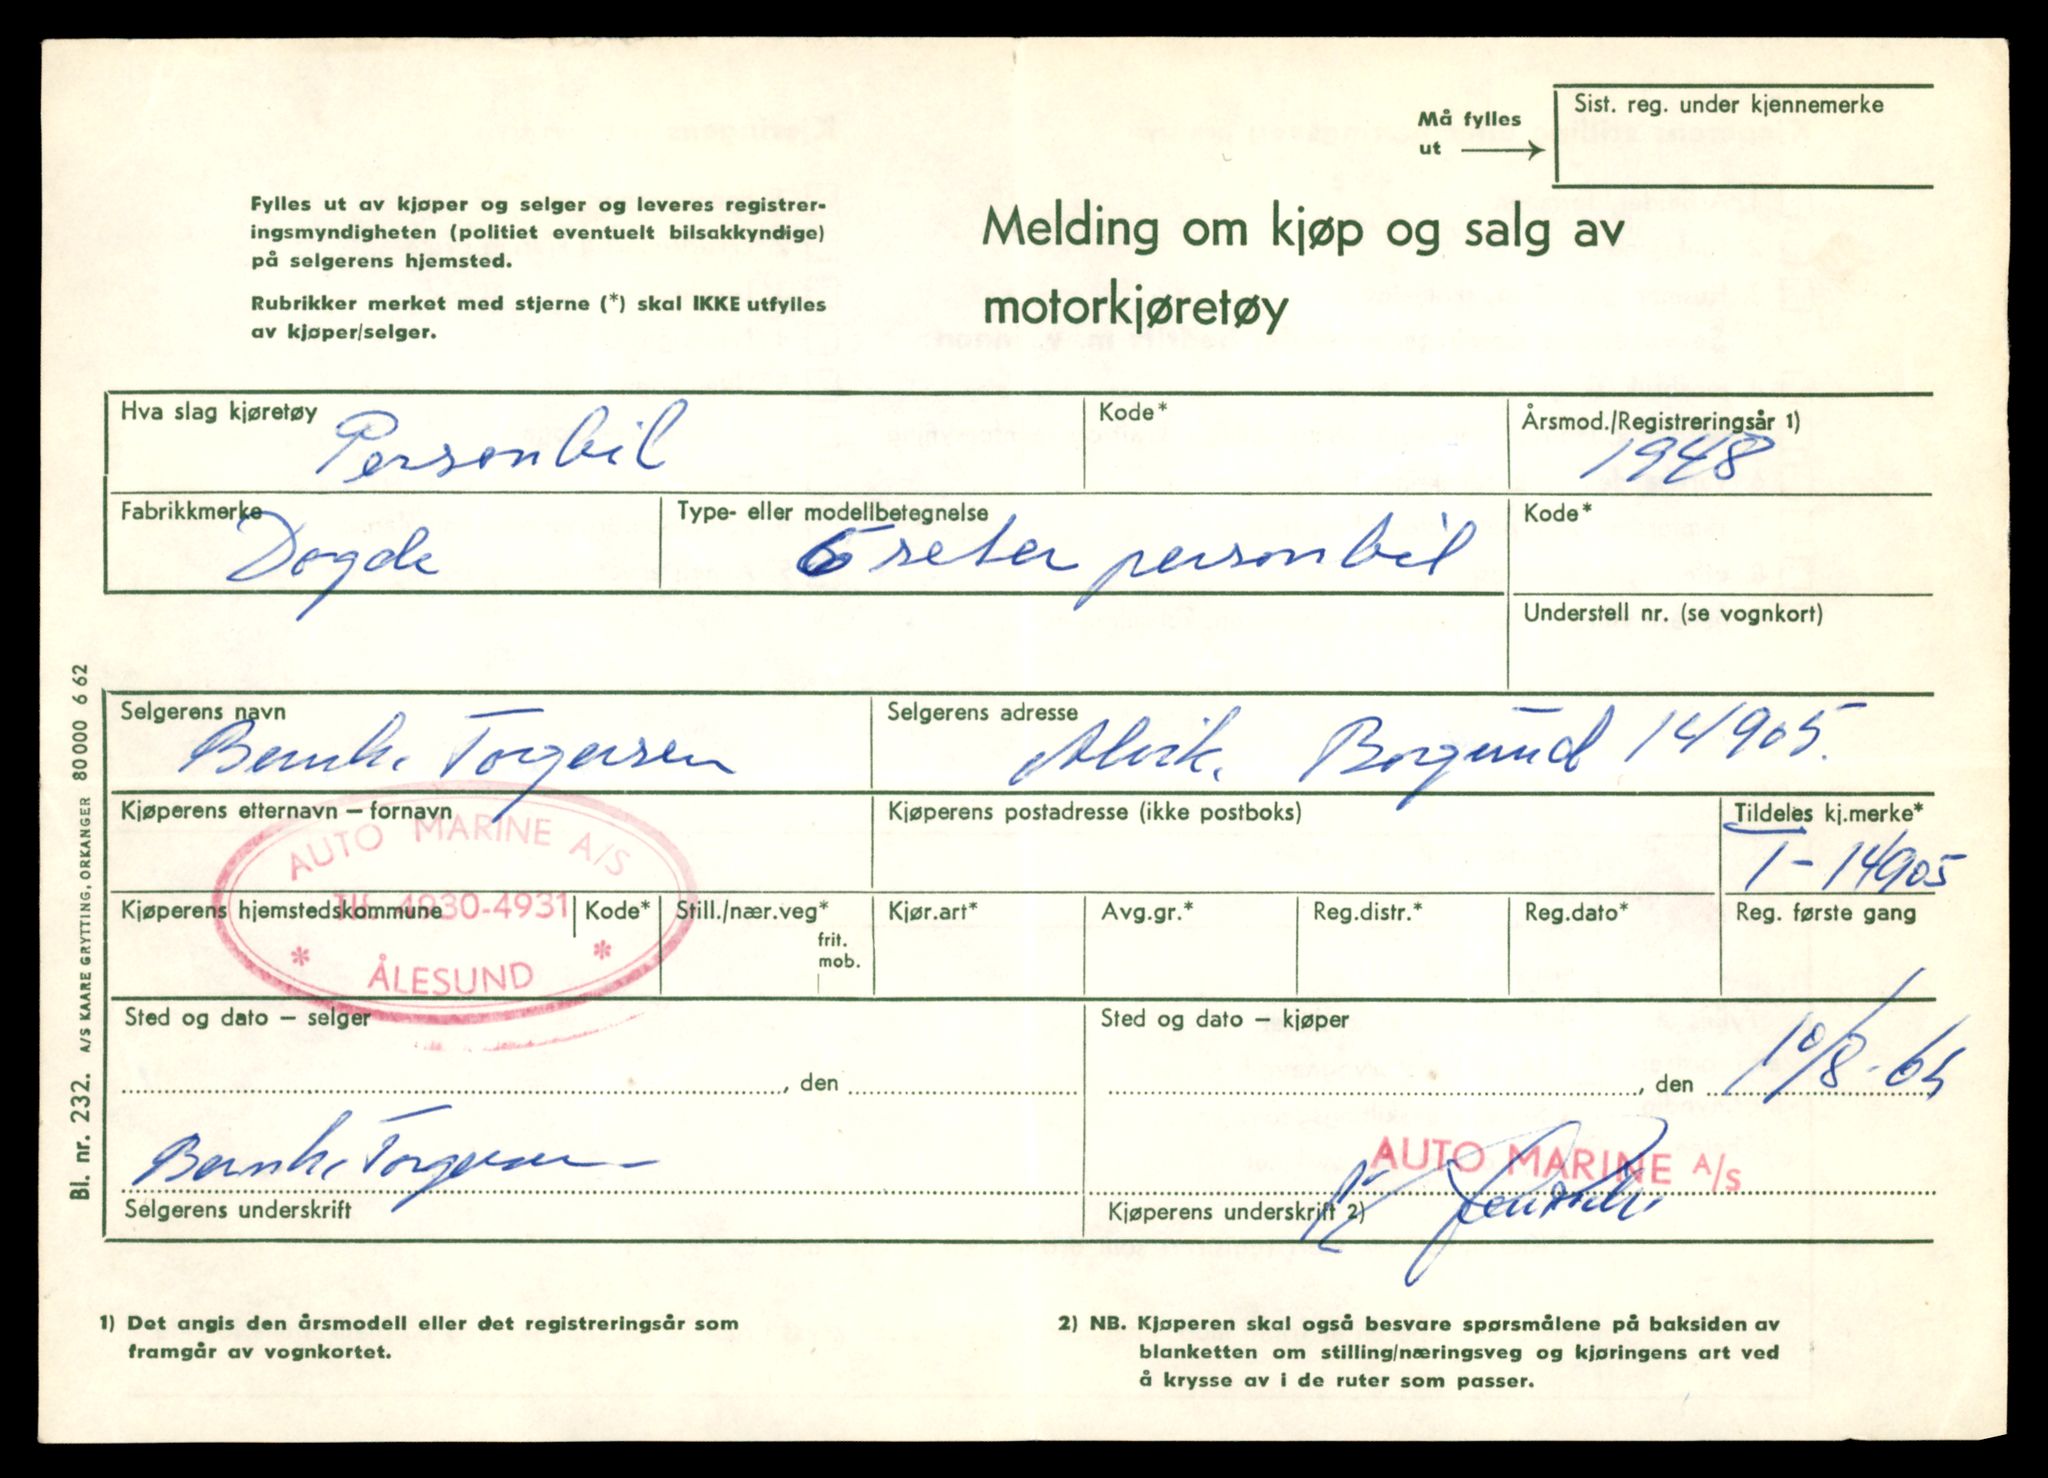 Må fylles
ut
Sist. reg. under kjennemerke
Fylles ut av kjøper og selger og leveres registrer-
ingsmyndigheten (politiet eventuelt bilsakkyndige)
på selgerens hjemsted.
Rubrikker merket med stjerne (*) skal IKKE utfylles
av kjøper/selger.
Melding om kjøp og salg av
motorkjøretøy
Hva slag kjøretøy
Personbil
Kode*
Årsmod./Registreringsår 1)
1948
Fabrikkmerke
Dogde
Type- eller modellbetegnelse
seter personbil
Kode*
Understell nr. (se vognkort)
Selgerens navn
Bernh. Torgersen
Selgerens adresse
Alvik. Borgund 14905.
Kjøperens etternavn – fornavn
AUTO MARINE A/S
Tlf. 4930-4931
* ÅLESUND *
Kjøperens postadresse (ikke postboks)
Tildeles kj.merke*
T-14905
Kjøperens hjemstedskommune
Kode*
Still./nær.veg*
frit.
mob.
Kjør.art*
Avg.gr.*
Reg.distr.*
Reg.dato*
Reg. første gang
Sted og dato – selger
, den
Sted og dato – kjøper
, den 10/8-65
Bernh. Torgersen
Selgerens underskrift
AUTO MARINE A/S
Kjøperens underskrift 2)
1) Det angis den årsmodell eller det registreringsår som
framgår av vognkortet.
2) NB. Kjøperen skal også besvare spørsmålene på baksiden av
blanketten om stilling/næringsveg og kjøringens art ved
å krysse av i de ruter som passer.
Bl. nr. 232. A/S KAARE GRYTTING, ORKANGER 80000 6 62